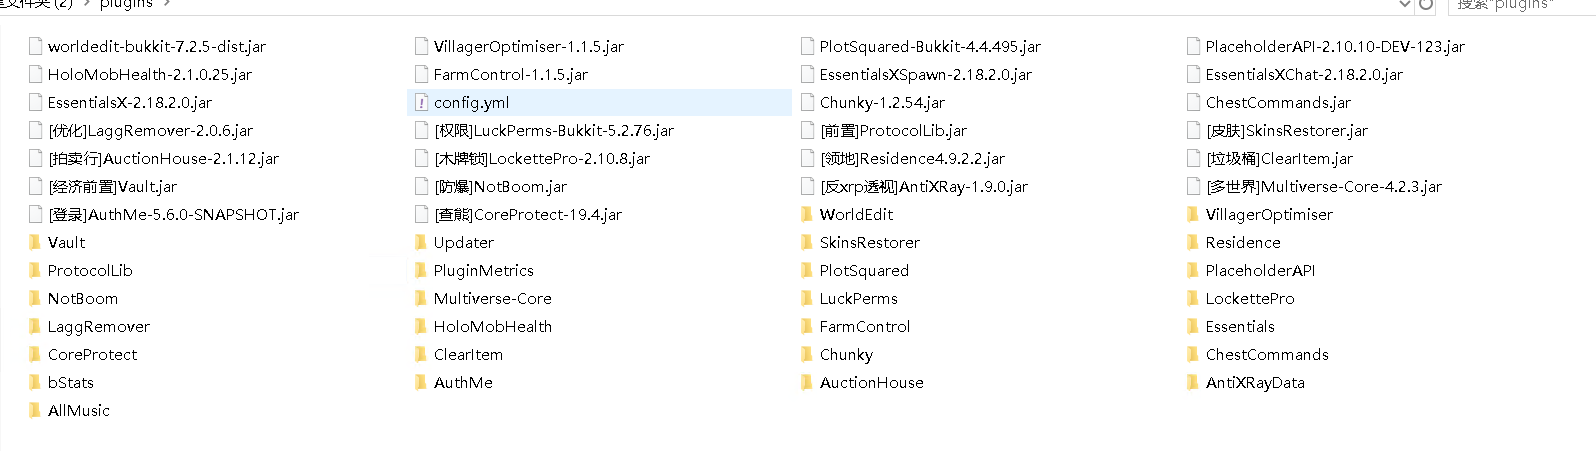 文件夹 (2) > plugins >
搜索"plugins"
worldedit-bukkit-7.2.5-dist.jar VillagerOptimiser-1.1.5.jar PlotSquared-Bukkit-4.4.495.jar PlaceholderAPI-2.10.10-DEV-123.jar
HoloMobHealth-2.1.0.25.jar FarmControl-1.1.5.jar EssentialsXSpawn-2.18.2.0.jar EssentialsXChat-2.18.2.0.jar
EssentialsX-2.18.2.0.jar config.yml Chunky-1.2.54.jar ChestCommands.jar
[优化]LaggRemover-2.0.6.jar [权限]LuckPerms-Bukkit-5.2.76.jar [前置]ProtocolLib.jar [皮肤]SkinsRestorer.jar
[拍卖行]AuctionHouse-2.1.12.jar [木牌锁]LockettePro-2.10.8.jar [领地]Residence4.9.2.2.jar [垃圾桶]ClearItem.jar
[经济前置]Vault.jar [防爆]NotBoom.jar [反xrp透视]AntiXRay-1.9.0.jar [多世界]Multiverse-Core-4.2.3.jar
[登录]AuthMe-5.6.0-SNAPSHOT.jar [查熊]CoreProtect-19.4.jar WorldEdit VillagerOptimiser
Vault Updater SkinsRestorer Residence
ProtocolLib PluginMetrics PlotSquared PlaceholderAPI
NotBoom Multiverse-Core LuckPerms LockettePro
LaggRemover HoloMobHealth FarmControl Essentials
CoreProtect ClearItem Chunky ChestCommands
bStats AuthMe AuctionHouse AntiXRayData
AllMusic